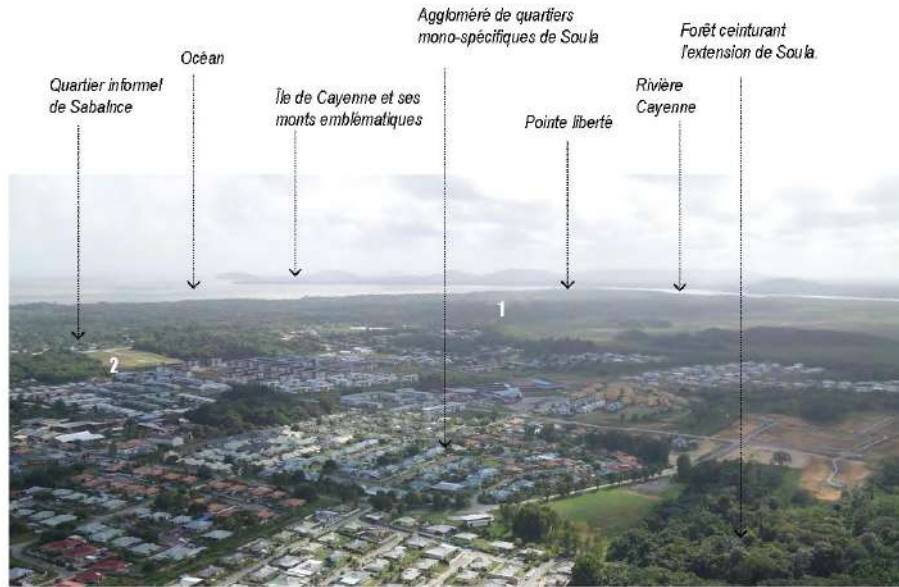 Quartier informel
de Sabalnce
Océan
Île de Cayenne et ses
monts emblématiques
Aggloméré de quartiers
mono-spécifiques de Soula
Pointe liberté
Rivière
Cayenne
Forêt ceinturant
l'extension de Soula.
1
2